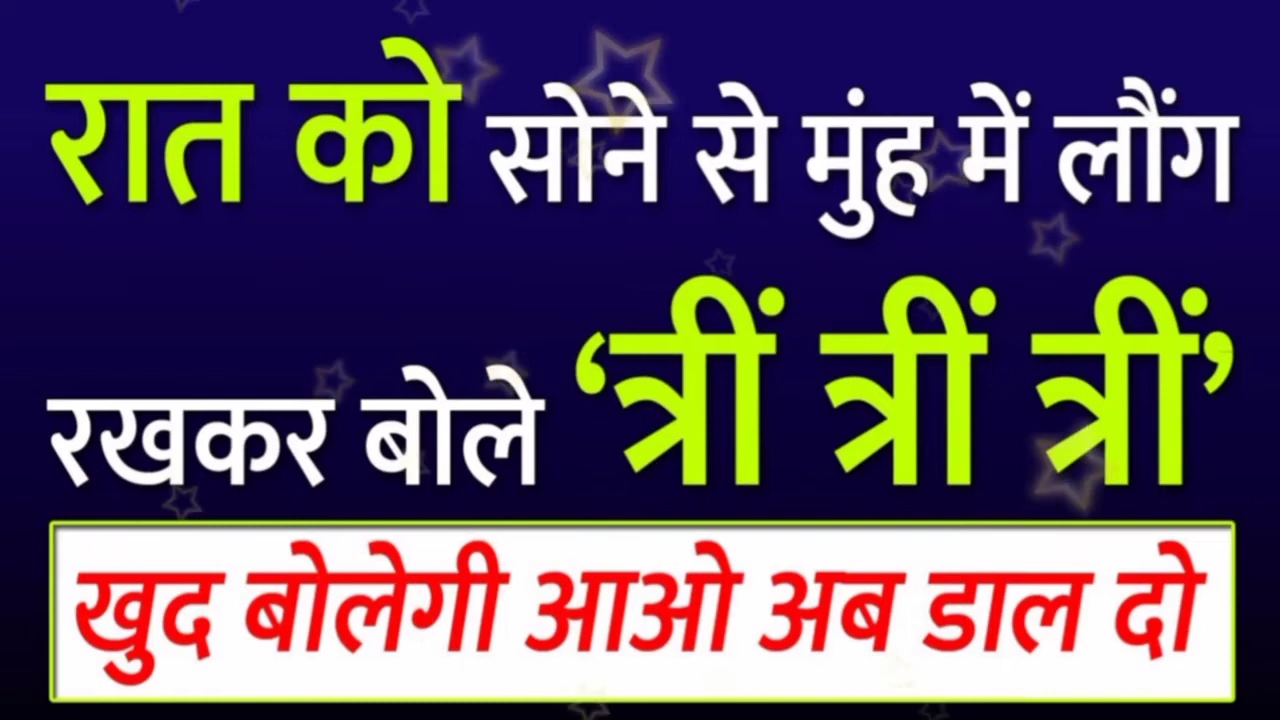 रात को सोने से मुंह में लौंग
रखकर बोले ‘त्रीं त्रीं त्रीं’
खुद बोलेगी आओ अब डाल दो